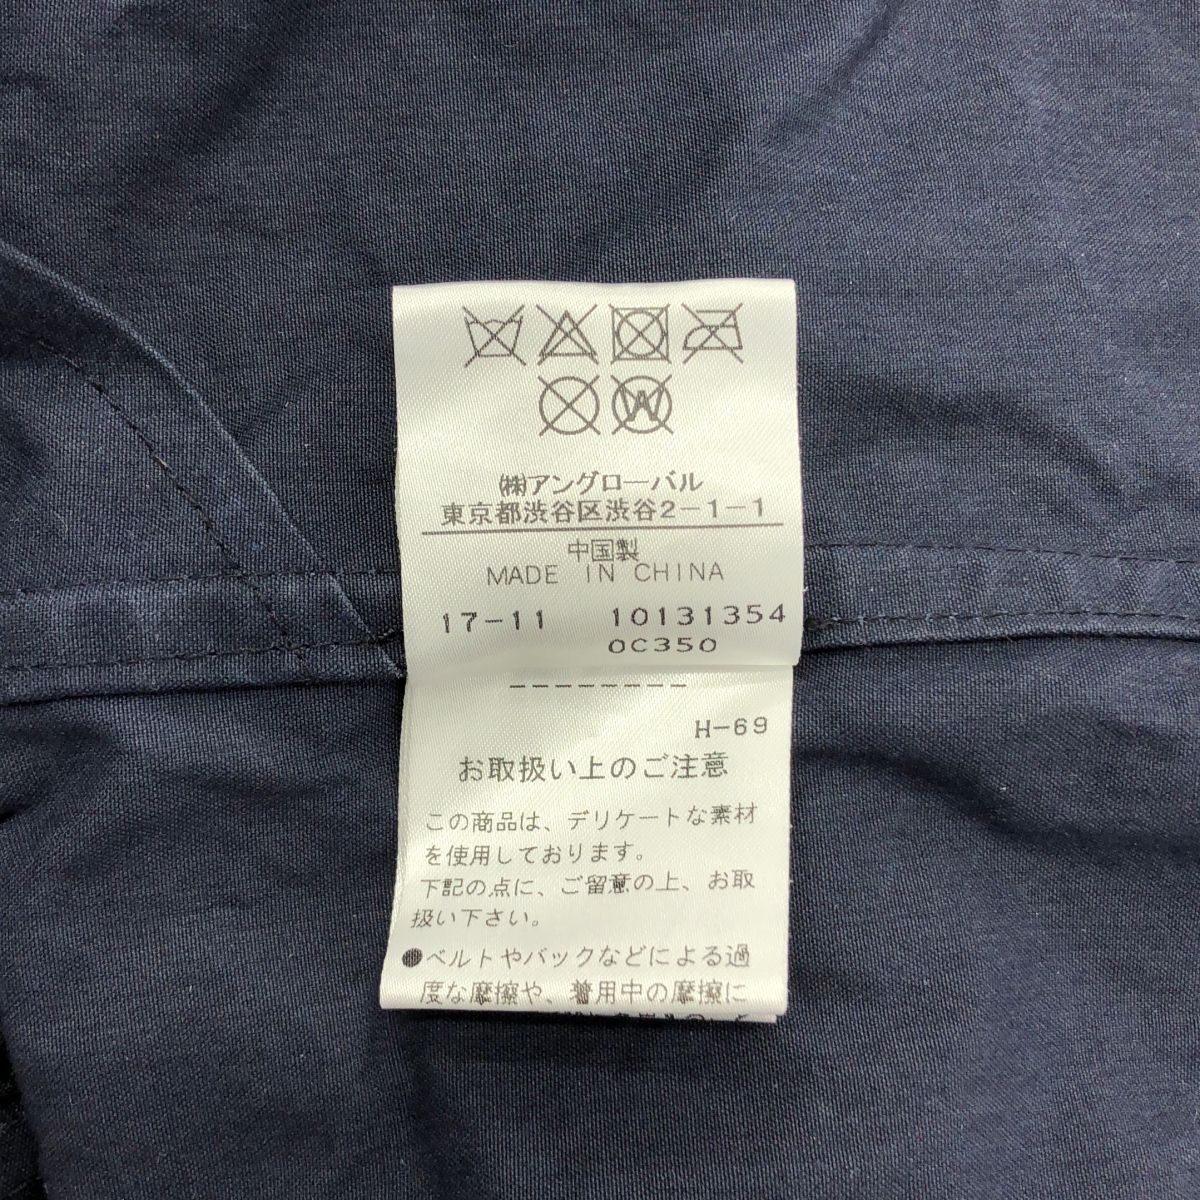 W
㈱アングローバル
東京都渋谷区渋谷2-1-1
中国製
MADE IN CHINA
17-11 10131354
0C350
--------
H-69
お取扱い上のご注意
この商品は、デリケートな素材
を使用しております。
下記の点に、ご留意の上、お取
扱い下さい。
●ベルトやバックなどによる過
度な摩擦や、着用中の摩擦に